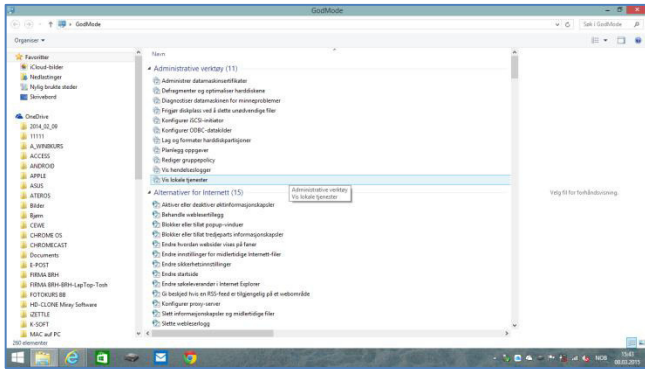 GodMode
GodMode
Søk i GodMode
Organiser
Navn
Favoritter
iCloud-bilder
Nedlastinger
Nylig brukte steder
Skrivebord
OneDrive
2014_02_08
11111
A_WINBKURS
ACCESS
ANDROID
APPLE
ASUS
ATEROS
Bilder
Bjørn
CEWE
CHROME OS
CHROMECAST
Documents
E-POST
FIRMA BRH
FIRMA BRH-BRH-LapTop-Tosh
FOTOKURS BB
HD-CLONE Miray Software
IZETTLE
K-SOFT
MAC auf PC
Administrative verktøy (11)
Administrer datamaskinsertifikater
Defragmenter og optimaliser harddiskene
Diagnostiser datamaskinen for minneproblemer
Frigjør diskplass ved å slette unødvendige filer
Konfigurer iSCSI-initiator
Konfigurer ODBC-datakilder
Lag og formater harddiskpartisjoner
Planlegg oppgaver
Rediger gruppepolicy
Vis hendelseslogger
Vis lokale tjenester
Administrative verktøy
Vis lokale tjenester
Alternativer for Internett (15)
Aktiver eller deaktiver øktinformasjonskapsler
Behandle weblesertillegg
Blokker eller tillat popup-vinduer
Blokker eller tillat tredjeparts informasjonskapsler
Endre hvordan websider vises på faner
Endre innstillinger for midlertidige Internett-filer
Endre sikkerhetsinnstillinger
Endre startside
Endre søkeleverandør i Internet Explorer
Gi beskjed hvis en RSS-feed er tilgjengelig på et webområde
Konfigurer proxy-server
Slett informasjonskapsler og midlertidige filer
Slette webleserlogg
Velg fil for forhåndsvisning.
260 elementer
NOB
15:43
08.03.2015